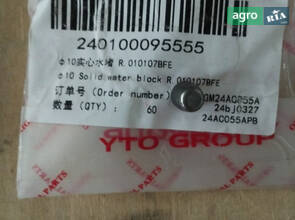 agro RIA
240100095555
φ10实心水堵 R 010107BFE
φ10 Solid water block R 010107BFE
订单号 (Order number)
数量 (QTY): 60
24bj0327
24AC055APB
YTO GROUP